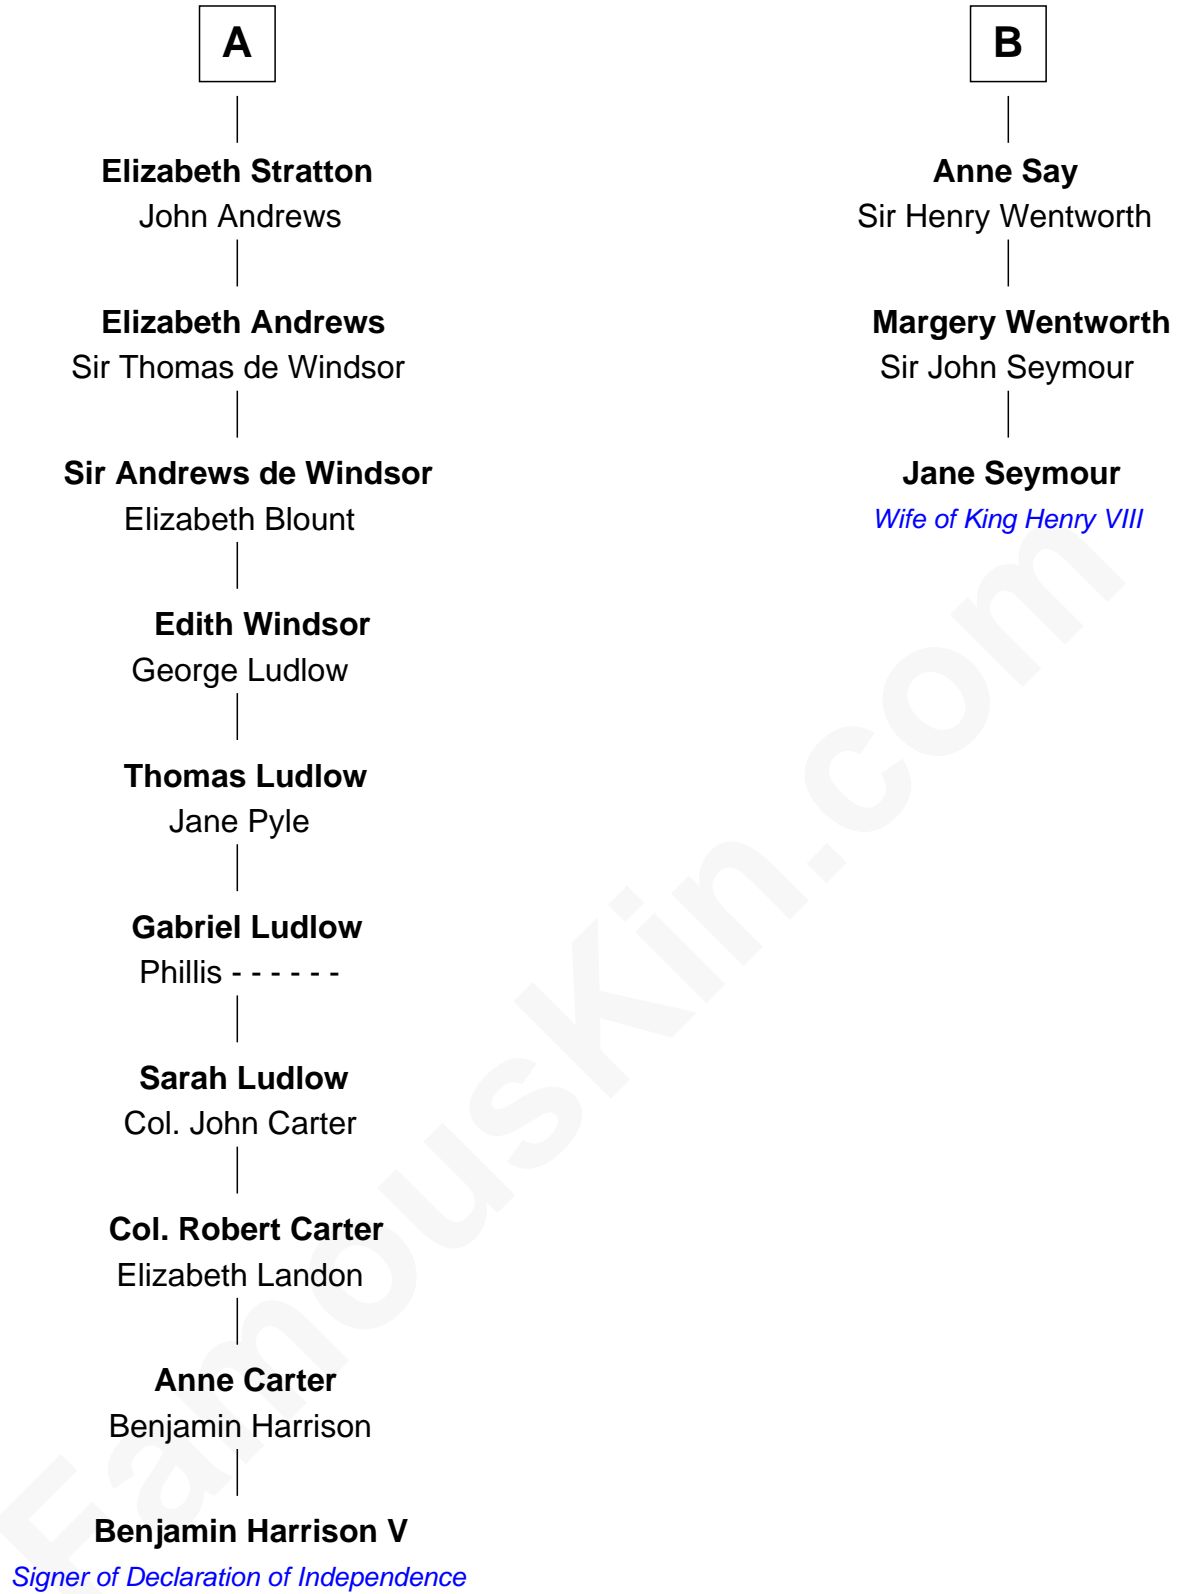 A
Elizabeth Stratton
John Andrews
Elizabeth Andrews
Sir Thomas de Windsor
Sir Andrews de Windsor
Elizabeth Blount
Edith Windsor
George Ludlow
Thomas Ludlow
Jane Pyle
Gabriel Ludlow
Phillis - - - - - -
Sarah Ludlow
Col. John Carter
Col. Robert Carter
Elizabeth Landon
Anne Carter
Benjamin Harrison
Benjamin Harrison V
Signer of Declaration of Independence
B
Anne Say
Sir Henry Wentworth
Margery Wentworth
Sir John Seymour
Jane Seymour
Wife of King Henry VIII
FamousKin.com